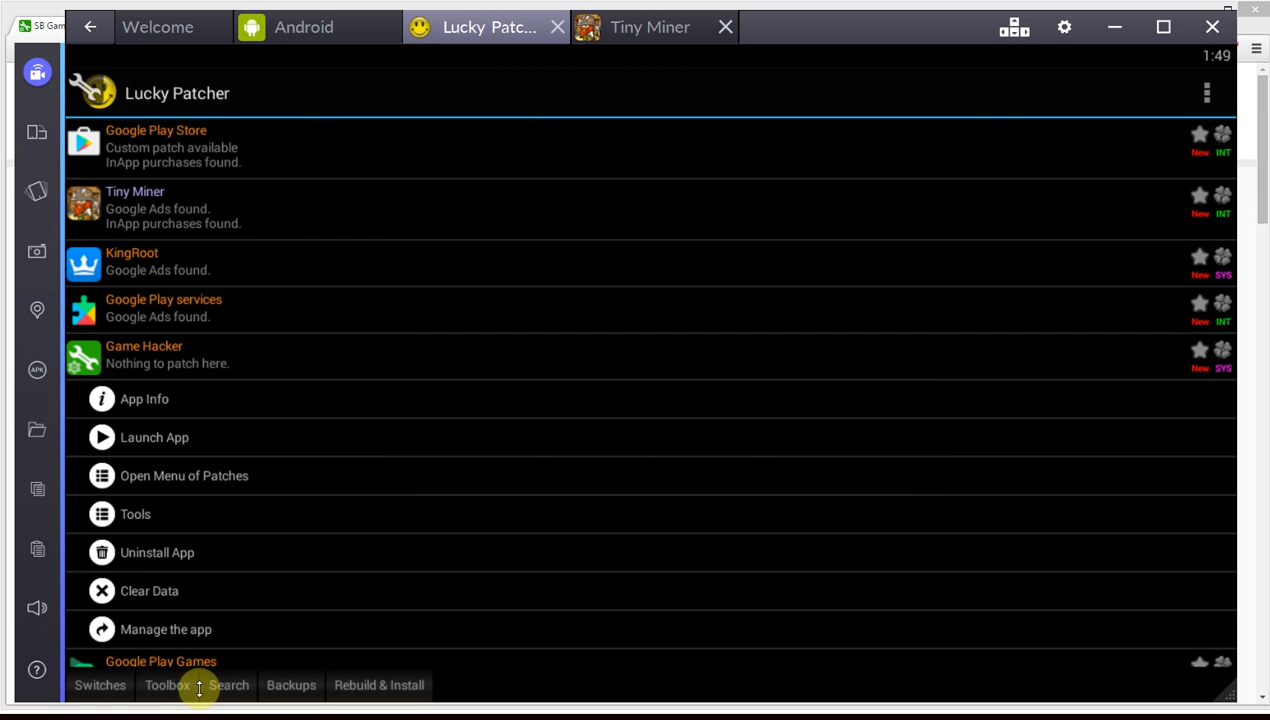 SB Gam
Welcome
Android
Lucky Patc...
Tiny Miner
1:49
Lucky Patcher
Google Play Store
Custom patch available
InApp purchases found.
New INT
Tiny Miner
Google Ads found.
InApp purchases found.
New INT
KingRoot
Google Ads found.
New SYS
Google Play services
Google Ads found.
New INT
Game Hacker
Nothing to patch here.
New SYS
App Info
Launch App
Open Menu of Patches
Tools
Uninstall App
Clear Data
Manage the app
Google Play Games
Switches
Toolbox
Search
Backups
Rebuild & Install
APK